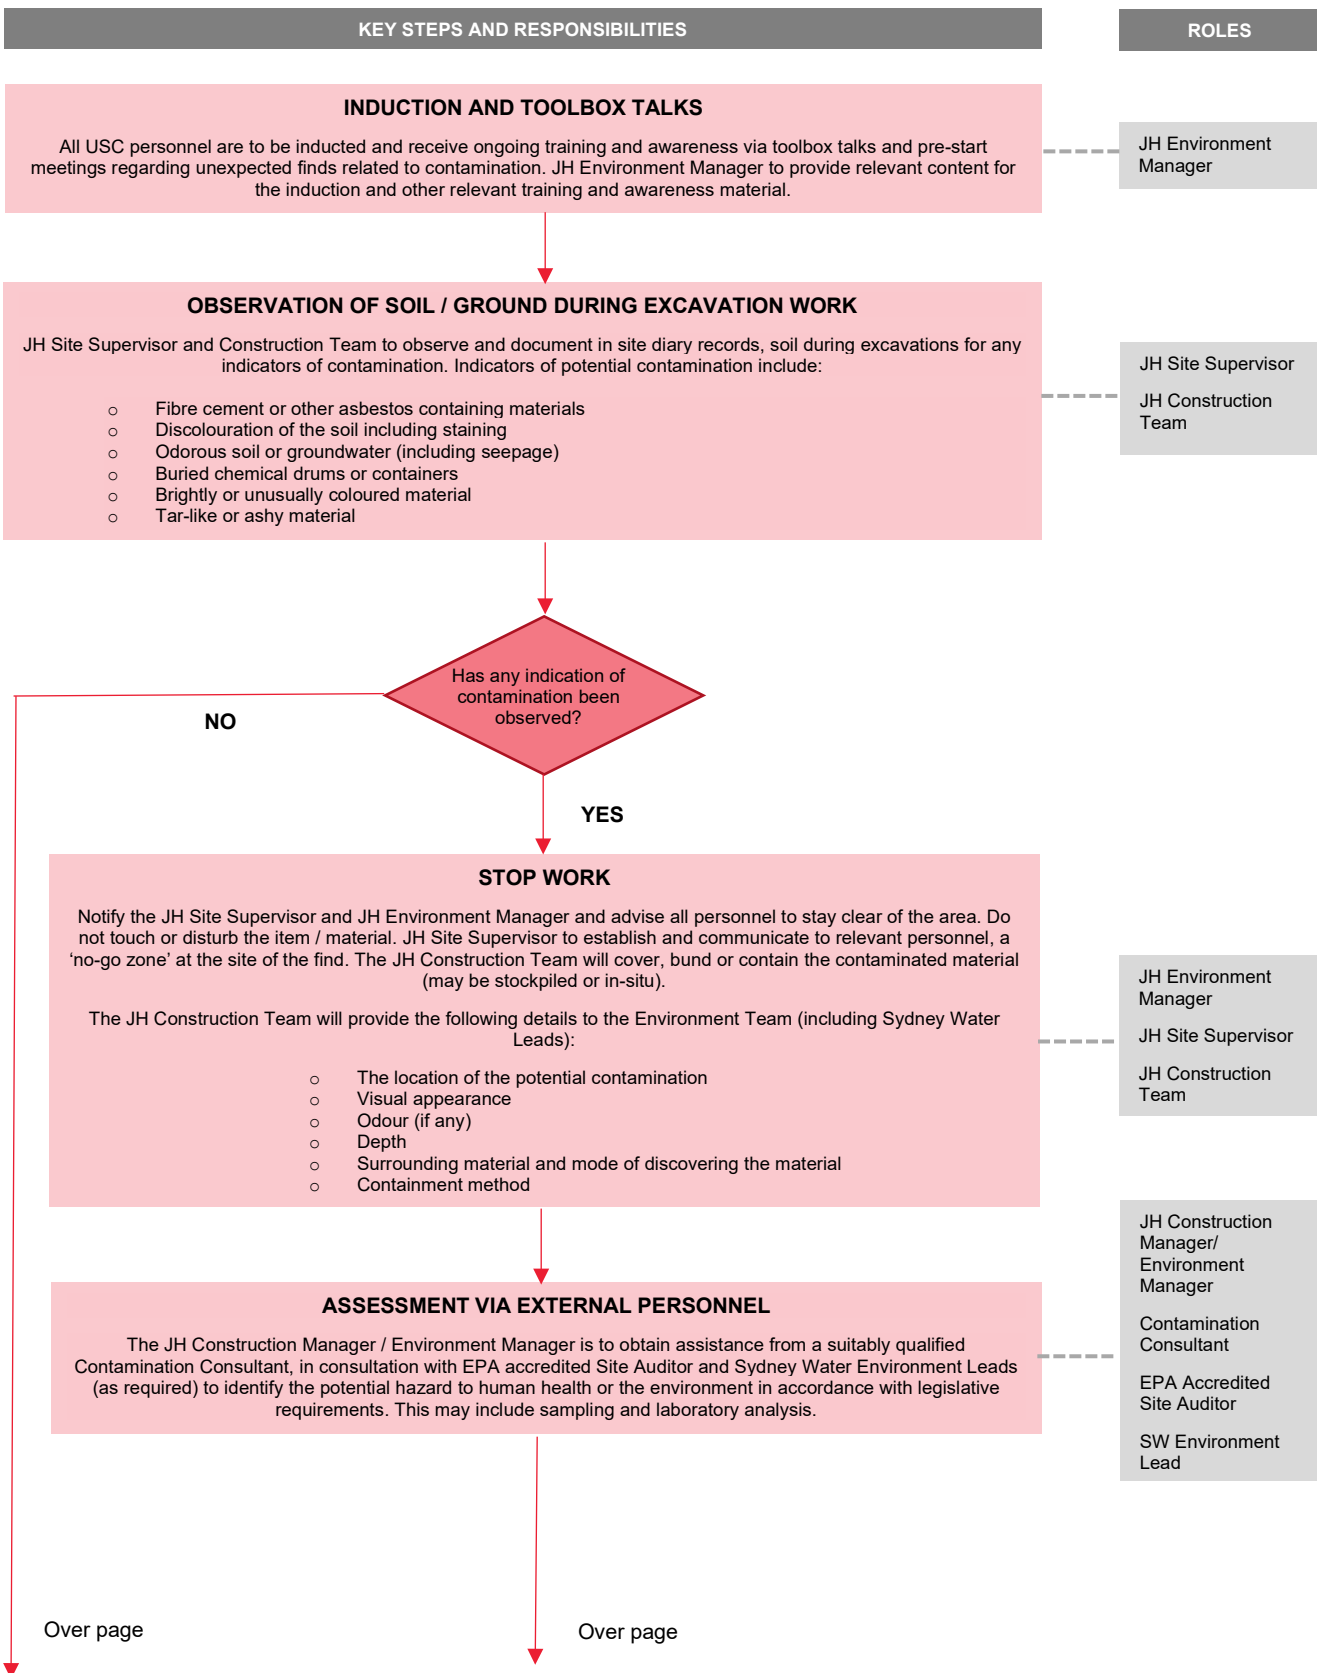 KEY STEPS AND RESPONSIBILITIES
ROLES
INDUCTION AND TOOLBOX TALKS
All USC personnel are to be inducted and receive ongoing training and awareness via toolbox talks and pre-start
meetings regarding unexpected finds related to contamination. JH Environment Manager to provide relevant content for
the induction and other relevant training and awareness material.
JH Environment
Manager
OBSERVATION OF SOIL / GROUND DURING EXCAVATION WORK
JH Site Supervisor and Construction Team to observe and document in site diary records, soil during excavations for any
indicators of contamination. Indicators of potential contamination include:
o Fibre cement or other asbestos containing materials
o Discolouration of the soil including staining
o Odorous soil or groundwater (including seepage)
o Buried chemical drums or containers
o Brightly or unusually coloured material
o Tar-like or ashy material
JH Site Supervisor
JH Construction
Team
Has any indication of
contamination been
observed?
NO
YES
STOP WORK
Notify the JH Site Supervisor and JH Environment Manager and advise all personnel to stay clear of the area. Do
not touch or disturb the item / material. JH Site Supervisor to establish and communicate to relevant personnel, a
‘no-go zone’ at the site of the find. The JH Construction Team will cover, bund or contain the contaminated material
(may be stockpiled or in-situ).
The JH Construction Team will provide the following details to the Environment Team (including Sydney Water
Leads):
o The location of the potential contamination
o Visual appearance
o Odour (if any)
o Depth
o Surrounding material and mode of discovering the material
o Containment method
JH Environment
Manager
JH Site Supervisor
JH Construction
Team
ASSESSMENT VIA EXTERNAL PERSONNEL
The JH Construction Manager / Environment Manager is to obtain assistance from a suitably qualified
Contamination Consultant, in consultation with EPA accredited Site Auditor and Sydney Water Environment Leads
(as required) to identify the potential hazard to human health or the environment in accordance with legislative
requirements. This may include sampling and laboratory analysis.
JH Construction
Manager/
Environment
Manager
Contamination
Consultant
EPA Accredited
Site Auditor
SW Environment
Lead
Over page
Over page